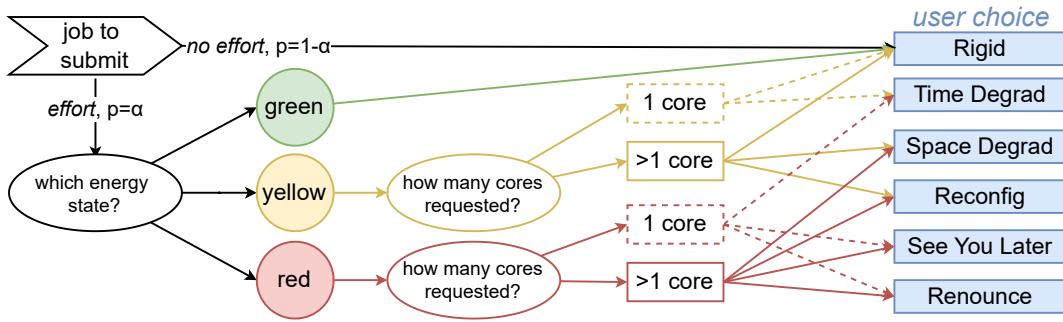 user choice
job to
submit
no effort, p=1-α
Rigid
effort, p=α
green
1 core
Time Degrad
>1 core
Space Degrad
which energy
state?
yellow
how many cores
requested?
Reconfig
1 core
See You Later
red
how many cores
requested?
>1 core
Renounce